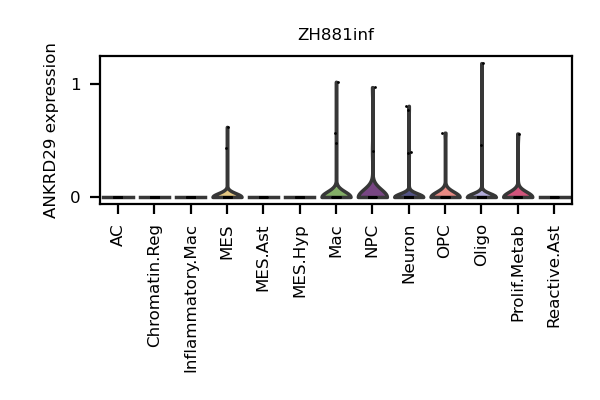 ZH881inf
ANKRD29 expression
1
0
AC
Chromatin.Reg
Inflammatory.Mac
MES
MES.Ast
MES.Hyp
Mac
NPC
Neuron
OPC
Oligo
Prolif.Metab
Reactive.Ast